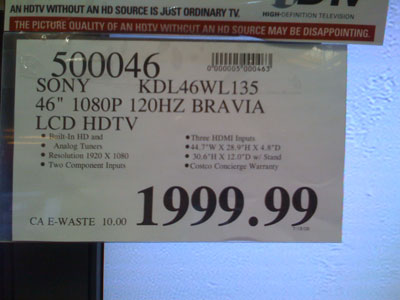 AN HDTV WITHOUT AN HD SOURCE IS JUST ORDINARY TV.
HIGH-DEFINITION TELEVISION
THE PICTURE QUALITY OF AN HDTV WITHOUT AN HD SOURCE MAY BE DISAPPOINTING.
500046
0"000005"000463"
SONY KDL46WL135
46" 1080P 120HZ BRAVIA
LCD HDTV
• Built-In HD and
• Analog Tuners
• Resolution 1920 X 1080
• Two Component Inputs
• Three HDMI Inputs
• 44.7"W X 28.9"H X 4.8"D
• 30.6"H X 12.0"D w/ Stand
• Costco Concierge Warranty
CA E-WASTE 10.00
1999.99